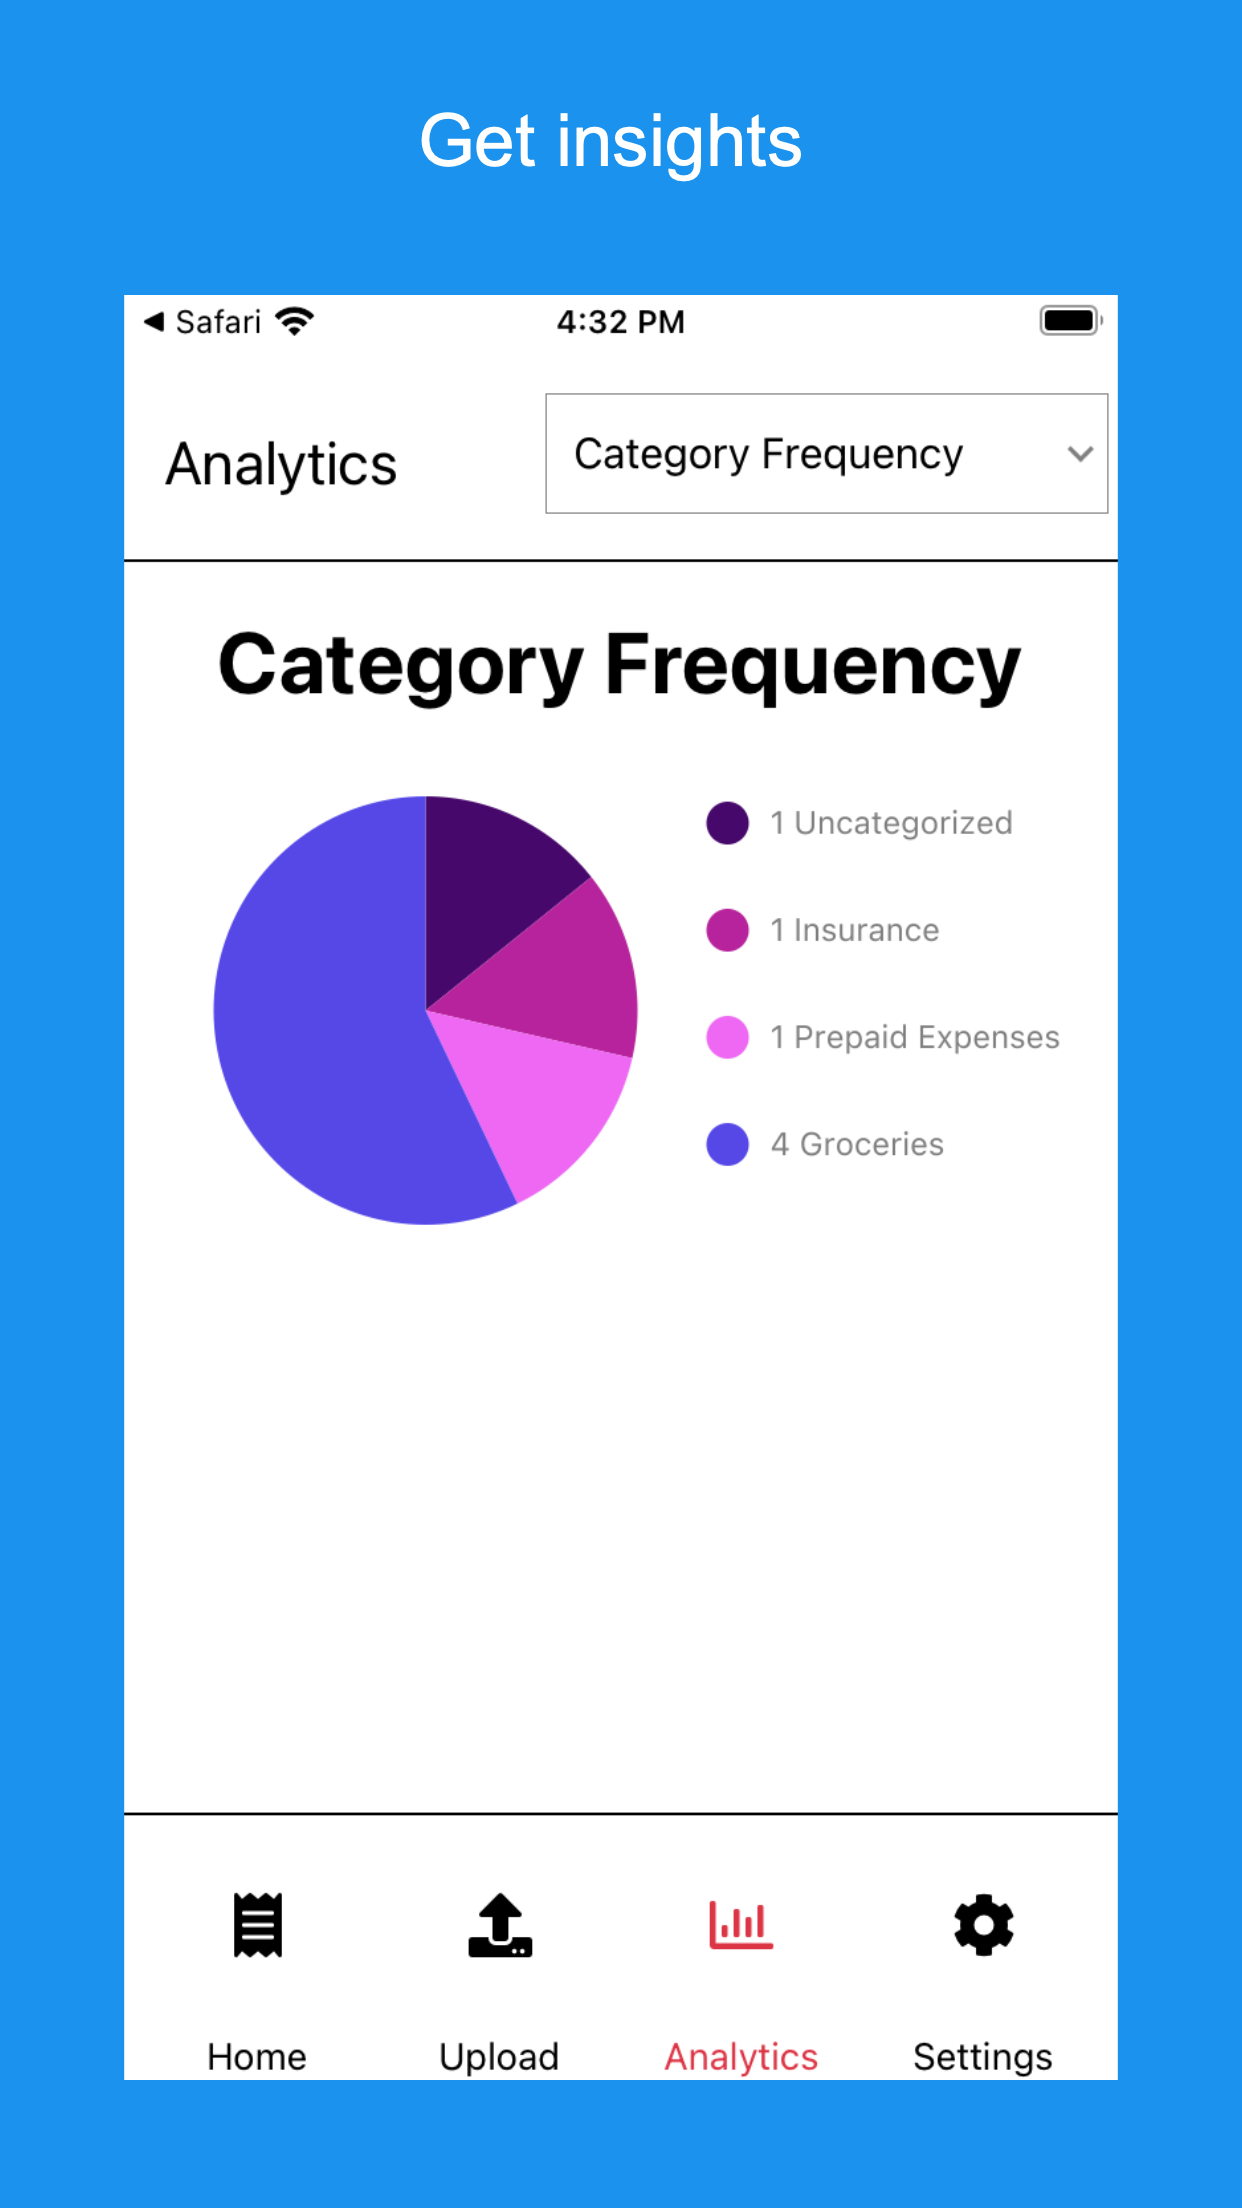 Get insights
Safari
4:32 PM
Analytics
Category Frequency
Category Frequency
1 Uncategorized
1 Insurance
1 Prepaid Expenses
4 Groceries
Home
Upload
Analytics
Settings